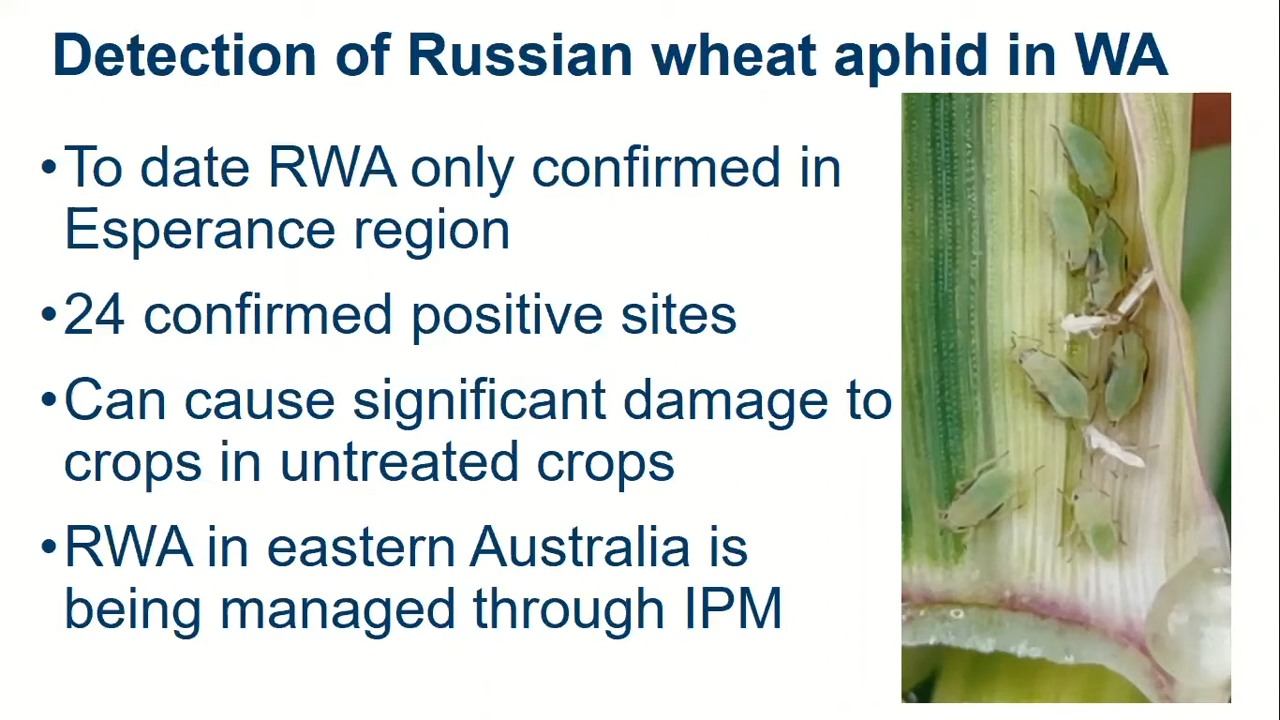 Detection of Russian wheat aphid in WA
•To date RWA only confirmed in
Esperance region
•24 confirmed positive sites
•Can cause significant damage to
crops in untreated crops
•RWA in eastern Australia is
being managed through IPM